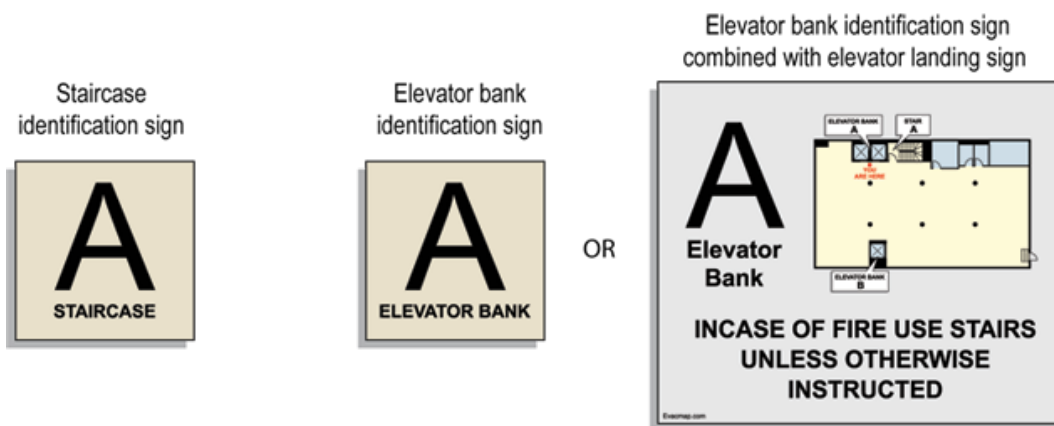 Staircase
identification sign
A
STAIRCASE
Elevator bank
identification sign
A
ELEVATOR BANK
OR
Elevator bank identification sign
combined with elevator landing sign
A
Elevator
Bank
ELEVATOR BANK
A
STAIR
A
YOU
ARE HERE
ELEVATOR BANK
B
INCASE OF FIRE USE STAIRS
UNLESS OTHERWISE
INSTRUCTED
Evacmap.com